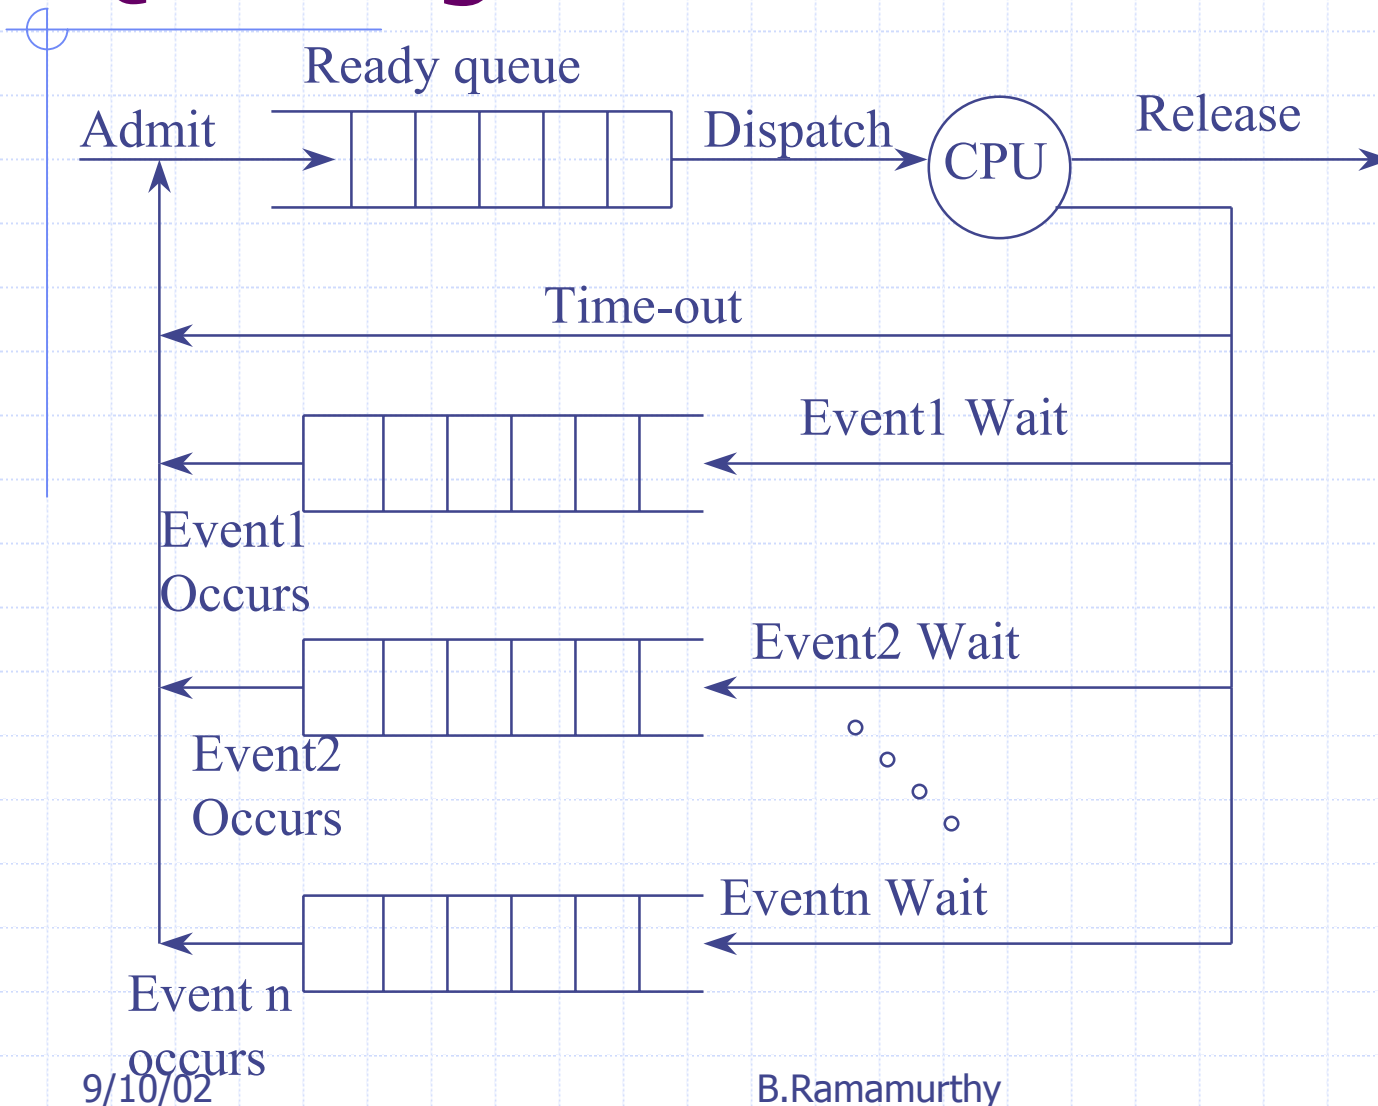 Ready queue
Admit
Dispatch
CPU
Release
Time-out
Event1 Wait
Event1
Occurs
Event2 Wait
Event2
Occurs
Eventn Wait
Event n
occurs
9/10/02
B.Ramamurthy